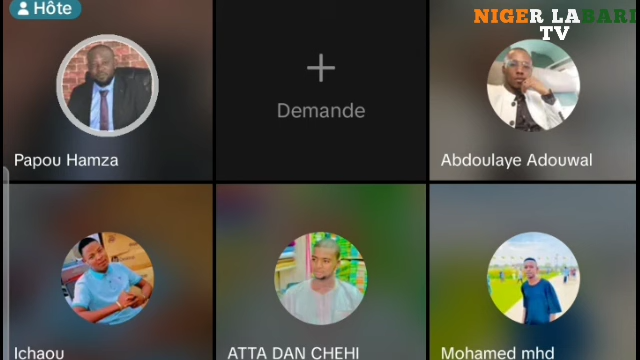 Hôte
NIGER LABARI
TV
Papou Hamza
Demande
Abdoulaye Adouwal
Ichaou
ATTA DAN CHEHI
Mohamed mhd